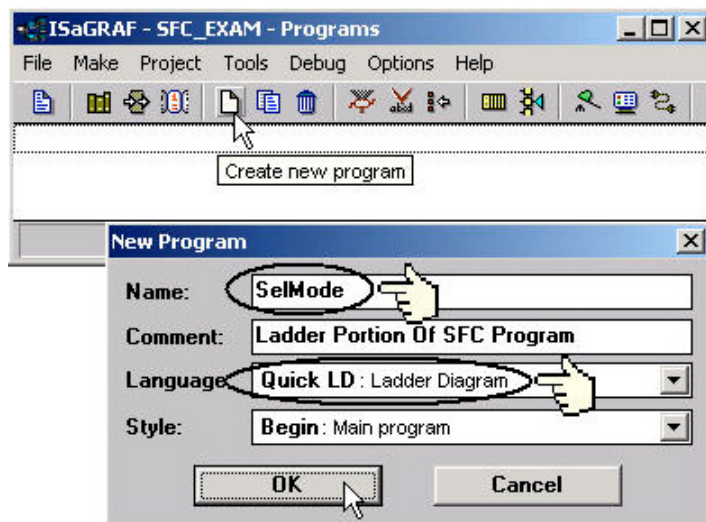 ISaGRAF - SFC_EXAM - Programs
File Make Project Tools Debug Options Help
Create new program
New Program
Name: SelMode
Comment: Ladder Portion Of SFC Program
Language Quick LD : Ladder Diagram
Style: Begin : Main program
OK Cancel